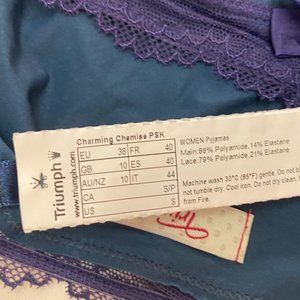 Triumph
www.triumph.com
Charming Chemise PSK
EU 38 FR 40
GB 10 ES 40
AU/NZ 10 IT 44
CA S/P
US S
WOMEN Pyjamas
Main:86% Polyamide,14% Elastane
Lace:79% Polyamide,21% Elastane
Machine wash 30°C (85°F) gentle. Do not bl
not tumble dry. Cool iron. Do not dry clean.
from Fire.